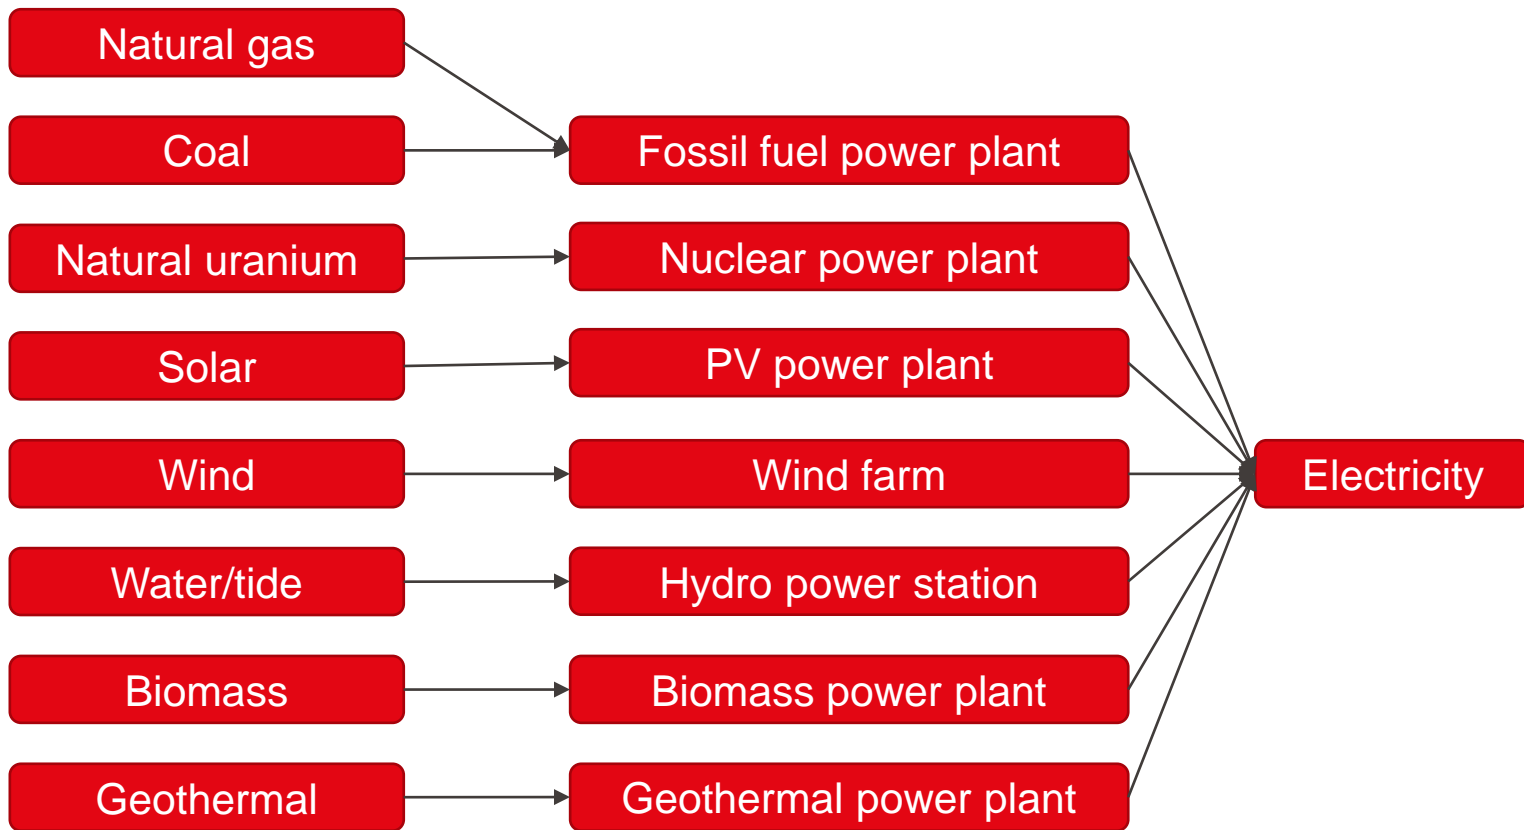 Natural gas
Coal
Fossil fuel power plant
Natural uranium
Nuclear power plant
Solar
PV power plant
Wind
Wind farm
Electricity
Water/tide
Hydro power station
Biomass
Biomass power plant
Geothermal
Geothermal power plant